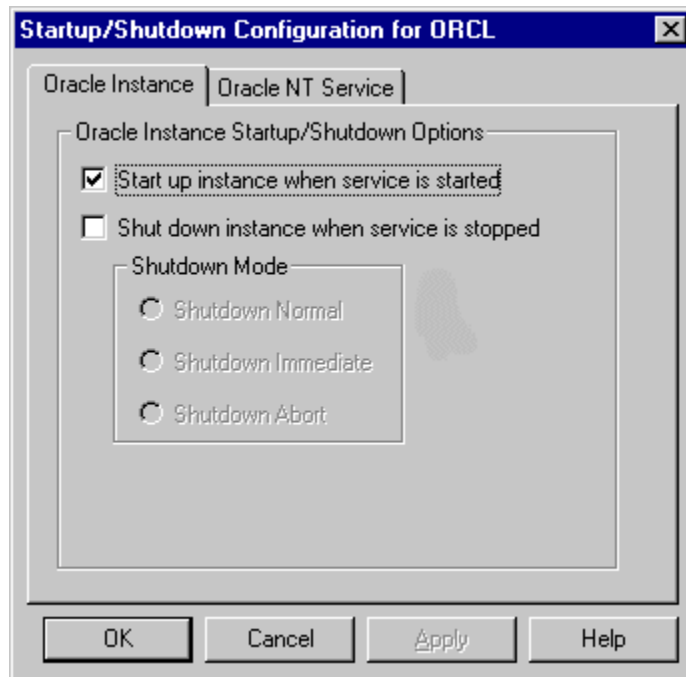 Startup/Shutdown Configuration for ORCL
Oracle Instance
Oracle NT Service
Oracle Instance Startup/Shutdown Options
Start up instance when service is started
Shut down instance when service is stopped
Shutdown Mode
Shutdown Normal
Shutdown Immediate
Shutdown Abort
OK
Cancel
Apply
Help